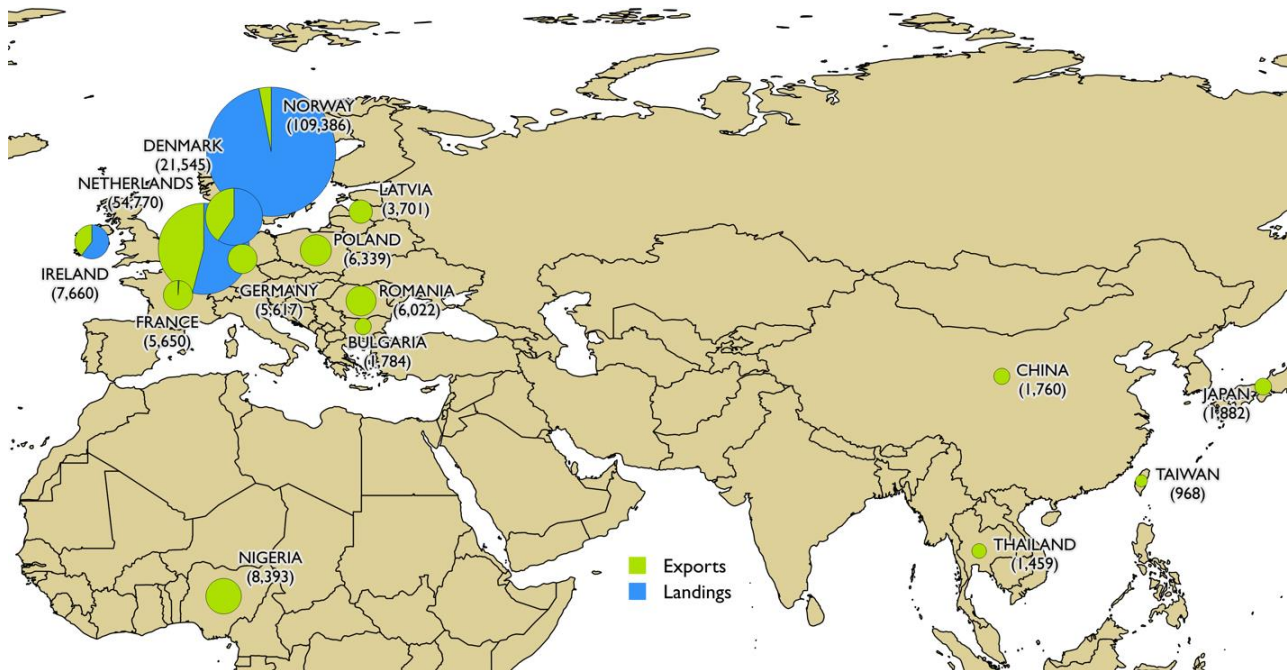 NORWAY
(109,386)
DENMARK
(21,545)
NETHERLANDS
(54,770)
LATVIA
(3,701)
POLAND
(6,339)
IRELAND
(7,660)
GERMANY
(5,617)
ROMANIA
(6,022)
FRANCE
(5,650)
BULGARIA
(1,784)
CHINA
(1,760)
JAPAN
(1,882)
TAIWAN
(968)
THAILAND
(1,459)
NIGERIA
(8,393)
Exports
Landings